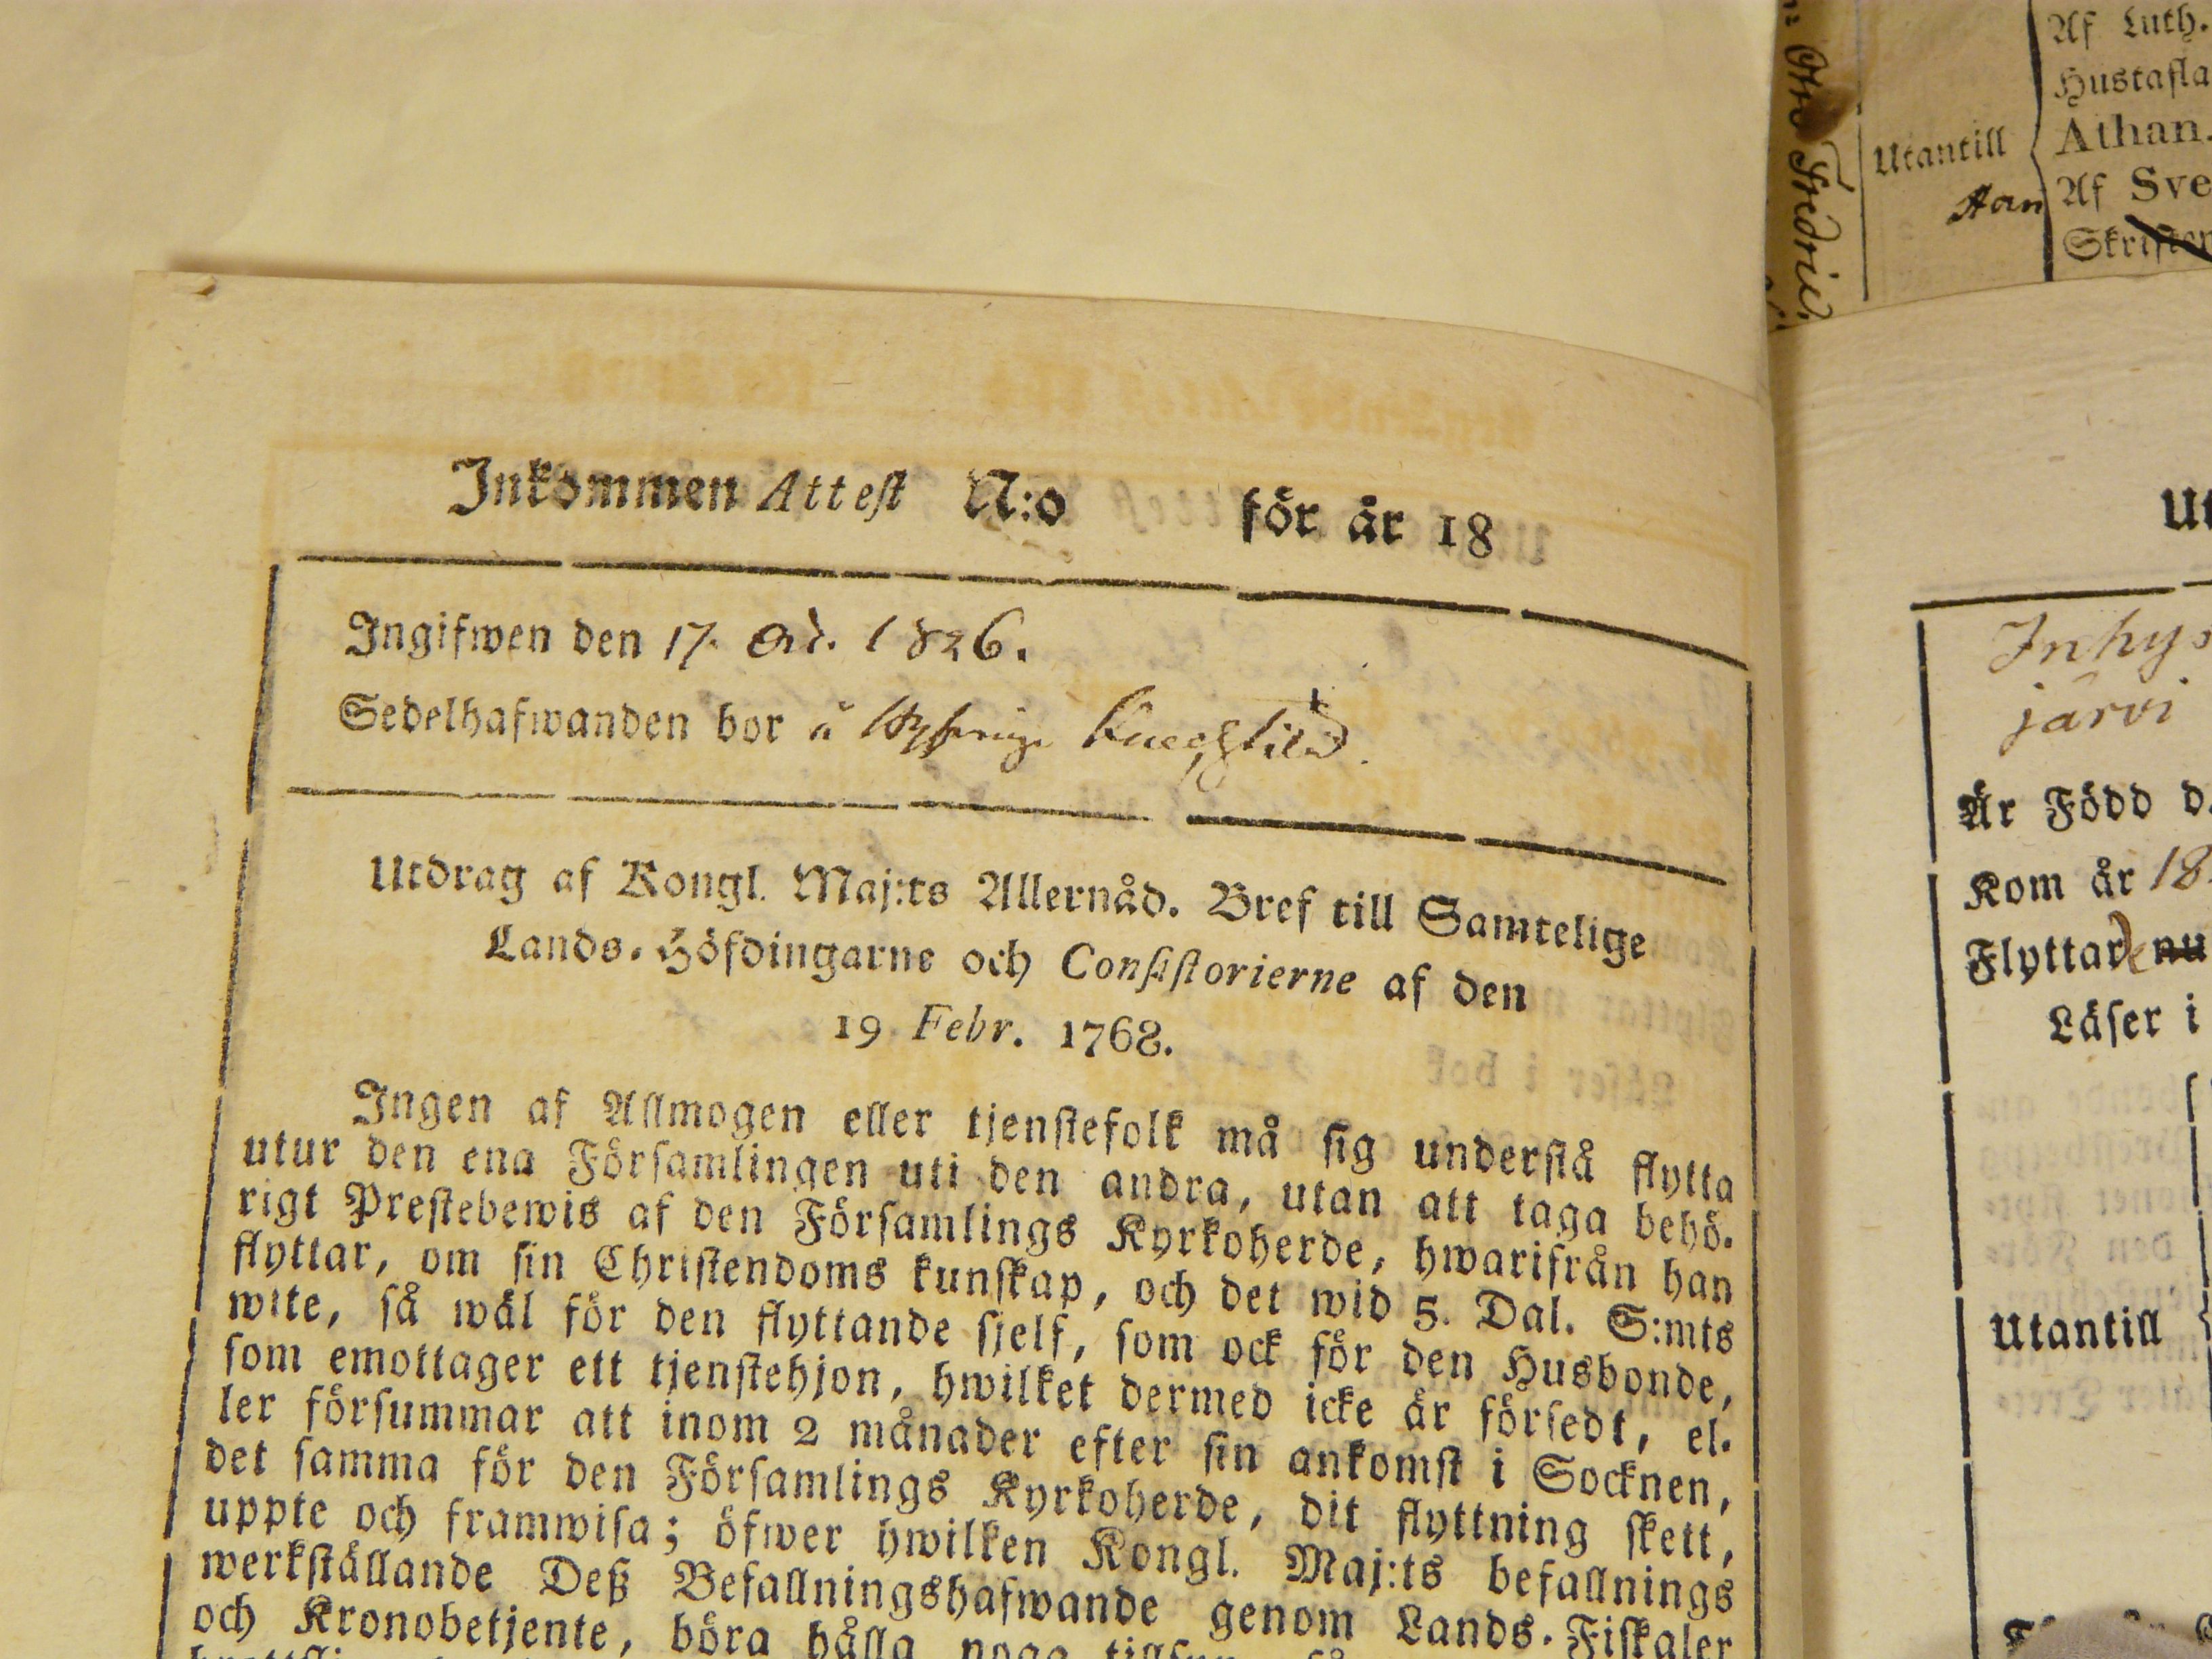 Inkommen Attest N:o för år 18
Ingifwen den 17. 1826.
Sedelhafwanden bor å
Utdrag af Kongl. Maj:ts Allernåd. Bref till Samtelige
Lands-Höfdingarne och Consistorierne af den
19 Febr. 1768.
Ingen af Allmogen eller tjenstefolk må sig understå flytta
utur den ena Församlingen uti den andra, utan att taga behö-
rigt Prestebewis af den Församlings Kyrkoherde, hwarifrån han
flyttar, om sin Christendoms kunskap, och det wid 5. Dal. S:mts
wite, så wäl för den flyttande sjelf, som ock för den Husbonde,
som emottager ett tjenstehjon, hwilket dermed icke är försedt, el-
ler försummar att inom 2 månader efter sin ankomst i Socknen,
det samma för den Församlings Kyrkoherde, dit flyttning skett,
uppte och framwisa; öfwer hwilken Kongl. Maj:ts befallnings
werkställande Deß Befallningshafwande genom Lands-Fiskaler
och Kronobetjente, böra hålla noga
Af Luth.
Hustafla
Utantill
Athan.
Af Sve
Fredric
Ut
Inhys
järvi
Är Född d.
Kom år 18
Flyttar nu
Läser i
Utantill